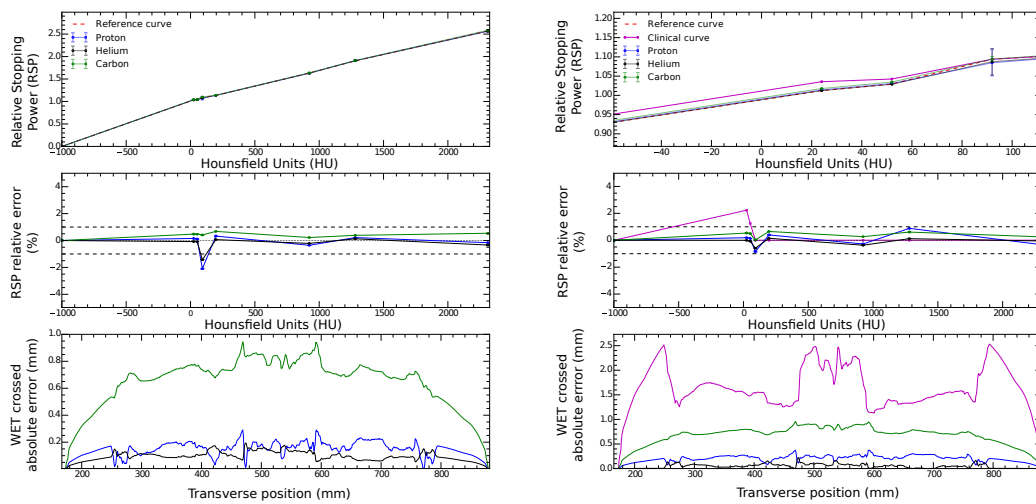 Reference curve
Proton
Helium
Carbon
Relative Stopping
Power (RSP)
2.5
2.0
1.5
1.0
0.5
0.0
−1000 −500 0 500 1000 1500 2000
Hounsfield Units (HU)
RSP relative error
(%)
4
2
0
−2
−4
−1000 −500 0 500 1000 1500 2000
Hounsfield Units (HU)
WET crossed
absolute errror (mm)
1.0
0.8
0.6
0.4
0.2
200 300 400 500 600 700 800
Transverse position (mm)
Reference curve
Clinical curve
Proton
Helium
Carbon
Relative Stopping
Power (RSP)
1.20
1.15
1.10
1.05
1.00
0.95
0.90
−40 −20 0 20 40 60 80 100
Hounsfield Units (HU)
RSP relative error
(%)
4
2
0
−2
−4
−1000 −500 0 500 1000 1500 2000
Hounsfield Units (HU)
WET crossed
absolute errror (mm)
2.5
2.0
1.5
1.0
0.5
0.0
200 300 400 500 600 700 800
Transverse position (mm)